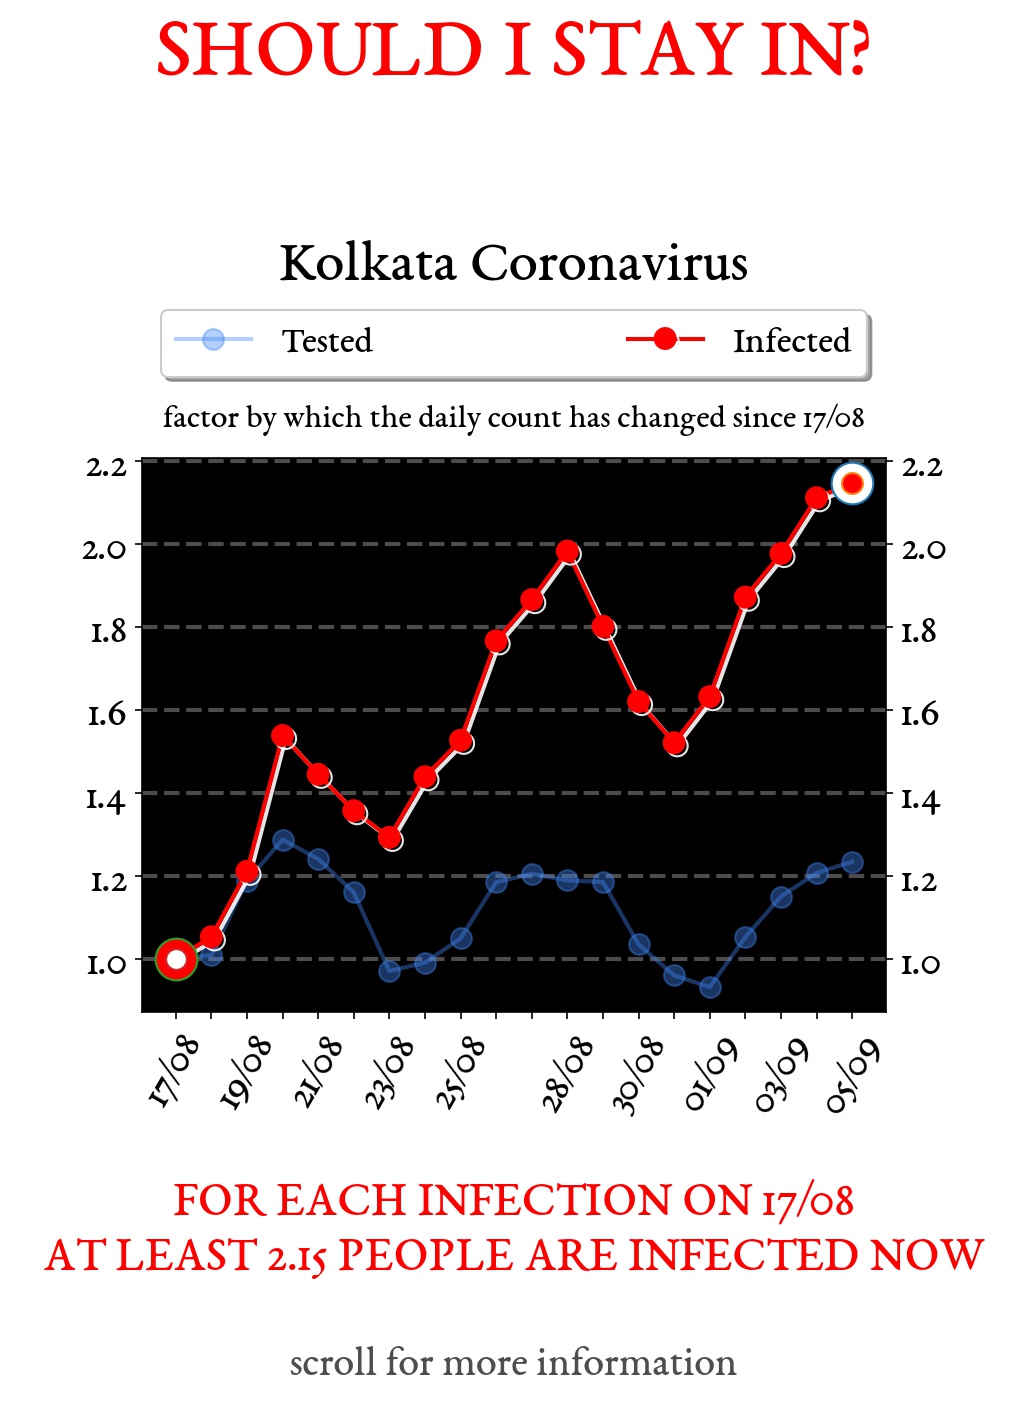 SHOULD I STAY IN?
Kolkata Coronavirus
Tested Infected
factor by which the daily count has changed since 17/08
2.2 2.2
2.0 2.0
1.8 1.8
1.6 1.6
1.4 1.4
1.2 1.2
1.0 1.0
17/08 19/08 21/08 23/08 25/08 28/08 30/08 01/09 03/09 05/09
FOR EACH INFECTION ON 17/08
AT LEAST 2.15 PEOPLE ARE INFECTED NOW
scroll for more information